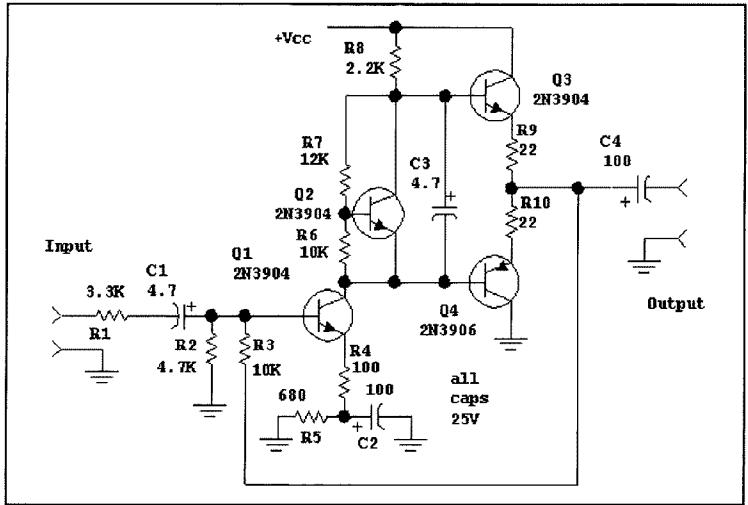 +Vcc
R8
2.2K
Q3
2N3904
R7
12K
C3
4.7
+
R9
22
C4
100
+
Q2
2N3904
R10
22
R6
10K
Input
Q1
2N3904
C1
4.7
+
3.3K
R1
Q4
2N3906
Output
R2
4.7K
R3
10K
R4
100
680
R5
100
+
C2
all
caps
25V